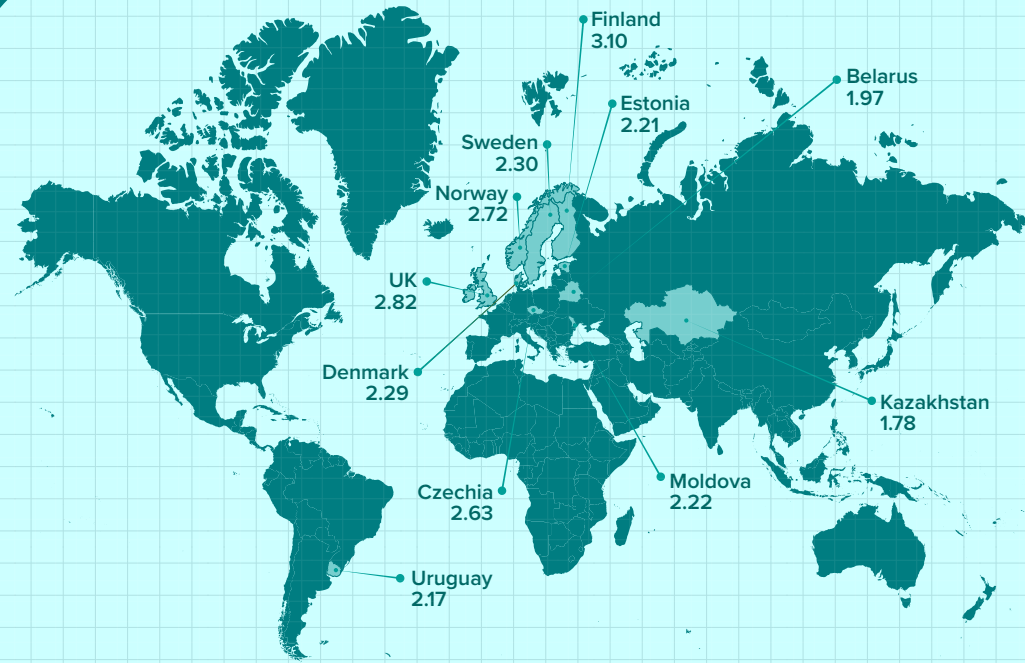 Finland
3.10
Belarus
1.97
Estonia
2.21
Sweden
2.30
Norway
2.72
UK
2.82
Denmark
2.29
Kazakhstan
1.78
Moldova
2.22
Czechia
2.63
Uruguay
2.17